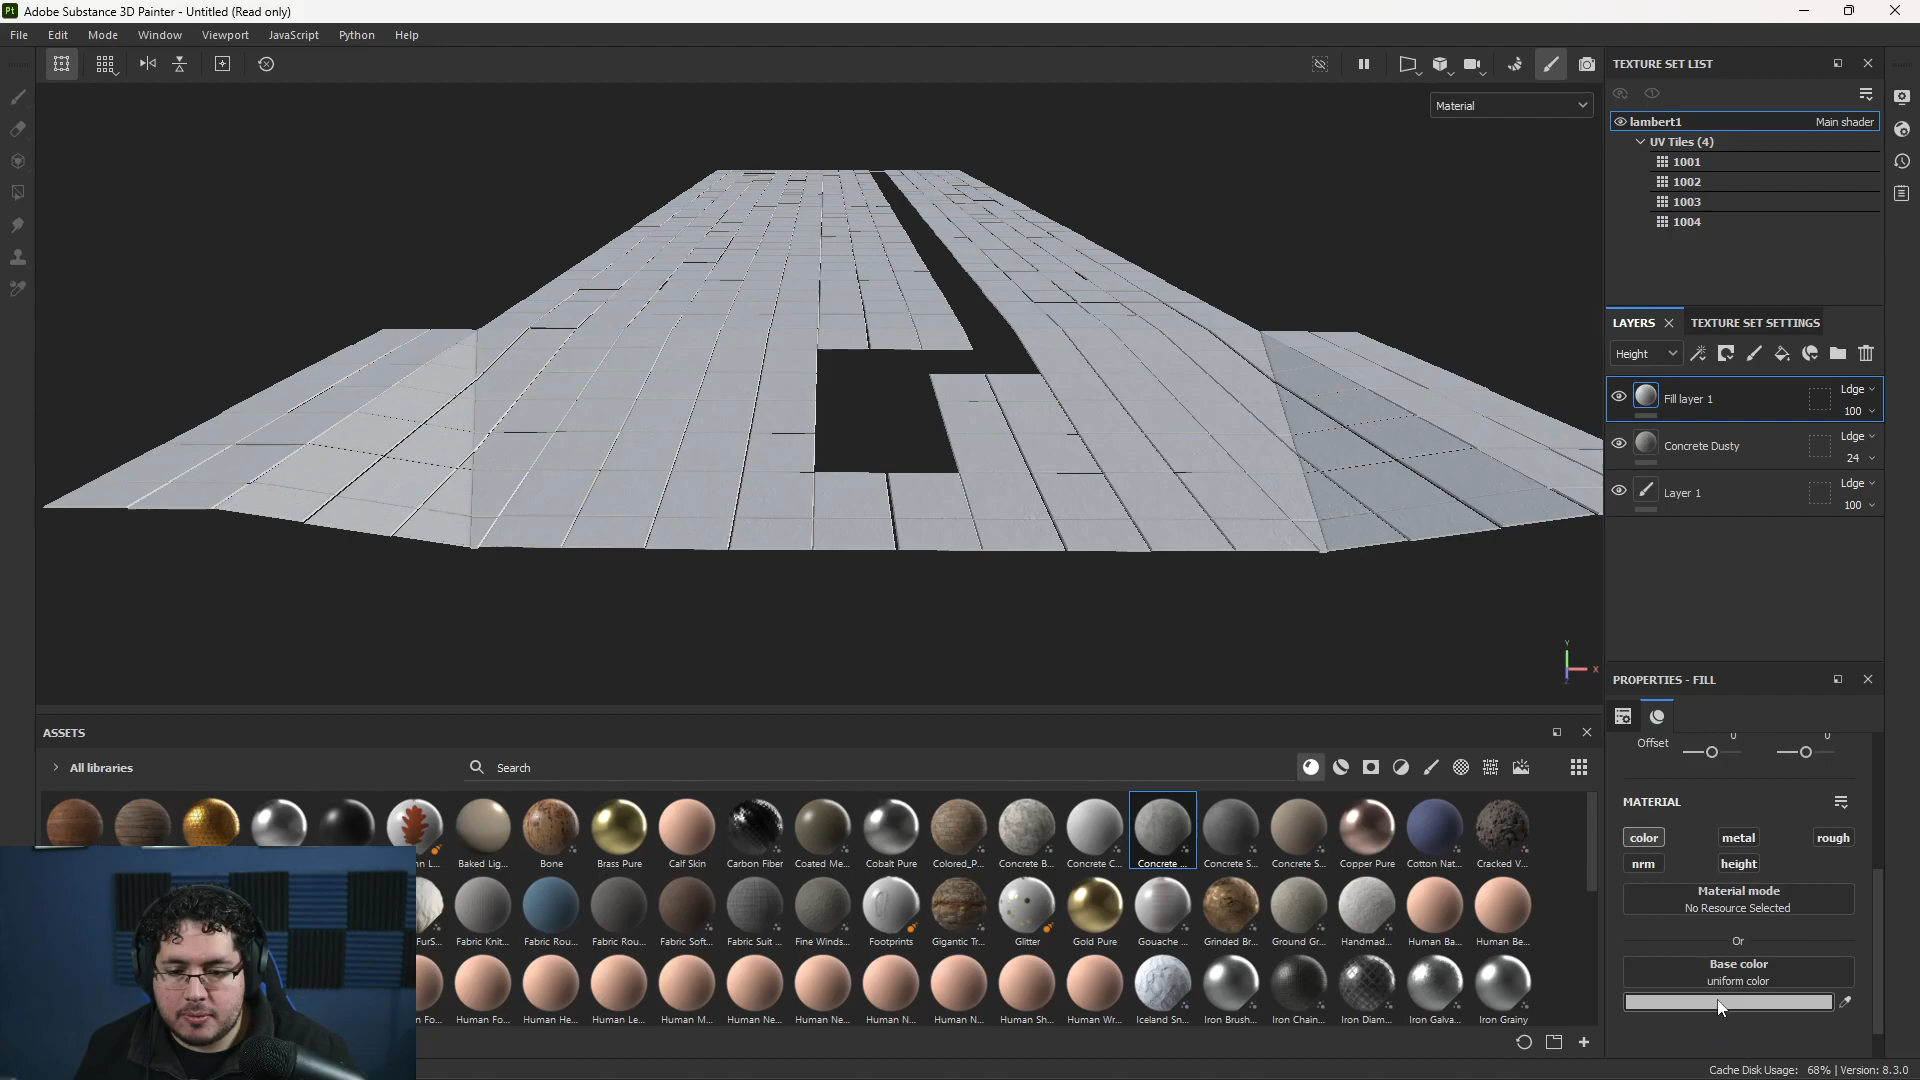 Pt Adobe Substance 3D Painter - Untitled (Read only)
File Edit Mode Window Viewport JavaScript Python Help
Material
TEXTURE SET LIST
lambert1 Main shader
UV Tiles (4)
1001
1002
1003
1004
LAYERS TEXTURE SET SETTINGS
Height
Fill layer 1 Ldge 100
Concrete Dusty Ldge 24
Layer 1 Ldge 100
Y
X
PROPERTIES - FILL
Offset 0 0
MATERIAL
color metal rough
nrm height
Material mode
No Resource Selected
Or
Base color
uniform color
ASSETS
All libraries Search
n L... Baked Lig... Bone Brass Pure Calf Skin Carbon Fiber Coated Me... Cobalt Pure Colored_P... Concrete B... Concrete C... Concrete ... Concrete S... Concrete S... Copper Pure Cotton Nat... Cracked V...
FurS... Fabric Knit... Fabric Rou... Fabric Rou... Fabric Soft... Fabric Suit ... Fine Winds... Footprints Gigantic Tr... Glitter Gold Pure Gouache ... Grinded Br... Ground Gr... Handmad... Human Ba... Human Be...
Fo... Human Fo... Human He... Human Le... Human M... Human Ne... Human Ne... Human N... Human N... Human Sh... Human Wr... Iceland Sn... Iron Brush... Iron Chain... Iron Diam... Iron Galva... Iron Grainy
Cache Disk Usage: 68% | Version: 8.3.0